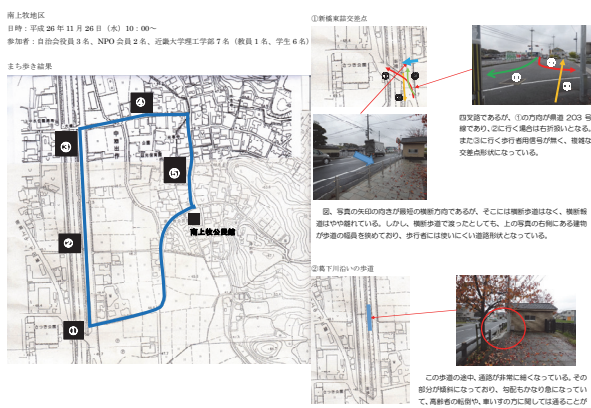 南上牧地区
日時：平成 26 年 11 月 26 日（水）10：00～
参加者：自治会役員 3 名、NPO 会員 2 名、近畿大学理工学部 7 名（教員 1 名、学生 6 名）
まち歩き結果
④
③
⑤
②
①
南上牧公民館
①新橋東詰交差点
四叉路であるが、①の方向が県道 203 号
線であり、②に行く場合は右折扱いとなる。
また③に行く歩行者用信号が無く、複雑な
交差点形状になっている。
図、写真の矢印の向きが最短の横断方向であるが、そこには横断歩道はなく、横断報
道はやや離れている。しかし、横断歩道で渡ったとしても、上の写真の右側にある建物
が歩道の幅員を狭めており、歩行者には使いにくい道路形状となっている。
②葛下川沿いの歩道
この歩道の途中、通路が非常に細くなっている。その
部分が傾斜になっており、勾配もかなり急になってい
て、高齢者の転倒や、車いすの方に関しては通ることが